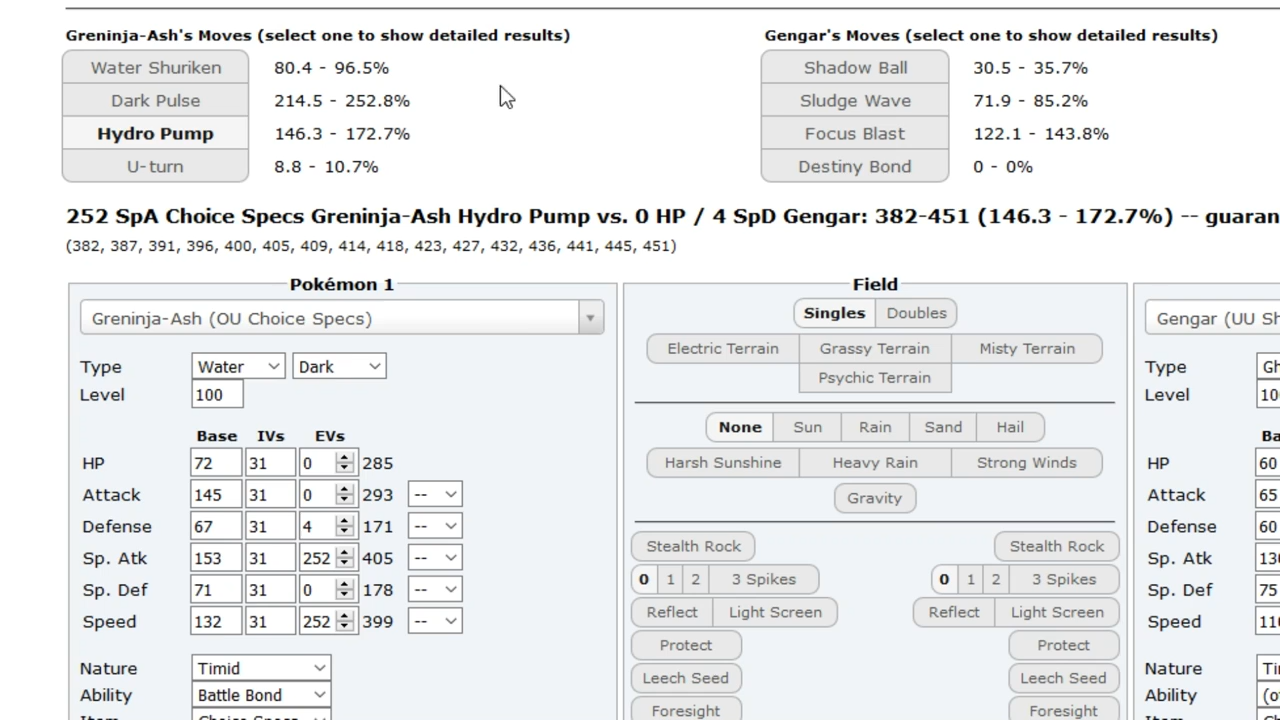 Greninja-Ash's Moves (select one to show detailed results) Gengar's Moves (select one to show detailed results)
Water Shuriken 80.4 - 96.5% Shadow Ball 30.5 - 35.7%
Dark Pulse 214.5 - 252.8% Sludge Wave 71.9 - 85.2%
Hydro Pump 146.3 - 172.7% Focus Blast 122.1 - 143.8%
U-turn 8.8 - 10.7% Destiny Bond 0 - 0%
252 SpA Choice Specs Greninja-Ash Hydro Pump vs. 0 HP / 4 SpD Gengar: 382-451 (146.3 - 172.7%) -- guaran
(382, 387, 391, 396, 400, 405, 409, 414, 418, 423, 427, 432, 436, 441, 445, 451)
Pokémon 1
Greninja-Ash (OU Choice Specs)
Type Water Dark
Level 100
Base IVs EVs
HP 72 31 0 285
Attack 145 31 0 293 --
Defense 67 31 4 171 --
Sp. Atk 153 31 252 405 --
Sp. Def 71 31 0 178 --
Speed 132 31 252 399 --
Nature Timid
Ability Battle Bond
Item Choice Specs
Field
Singles Doubles
Electric Terrain Grassy Terrain Misty Terrain
Psychic Terrain
None Sun Rain Sand Hail
Harsh Sunshine Heavy Rain Strong Winds
Gravity
Stealth Rock Stealth Rock
0 1 2 3 Spikes 0 1 2 3 Spikes
Reflect Light Screen Reflect Light Screen
Protect Protect
Leech Seed Leech Seed
Foresight Foresight
Gengar (UU Sh
Type Gh
Level 10
Ba
HP 60
Attack 65
Defense 60
Sp. Atk 130
Sp. Def 75
Speed 110
Nature Ti
Ability (o